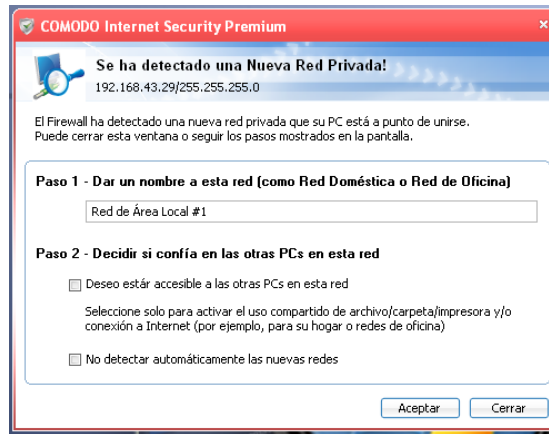 COMODO Internet Security Premium
Se ha detectado una Nueva Red Privada!
192.168.43.29/255.255.255.0
El Firewall ha detectado una nueva red privada que su PC está a punto de unirse.
Puede cerrar esta ventana o seguir los pasos mostrados en la pantalla.
Paso 1 - Dar un nombre a esta red (como Red Doméstica o Red de Oficina)
Red de Área Local #1
Paso 2 - Decidir si confía en las otras PCs en esta red
Deseo estár accesible a las otras PCs en esta red
Seleccione solo para activar el uso compartido de archivo/carpeta/impresora y/o
conexión a Internet (por ejemplo, para su hogar o redes de oficina)
No detectar automáticamente las nuevas redes
Aceptar Cerrar